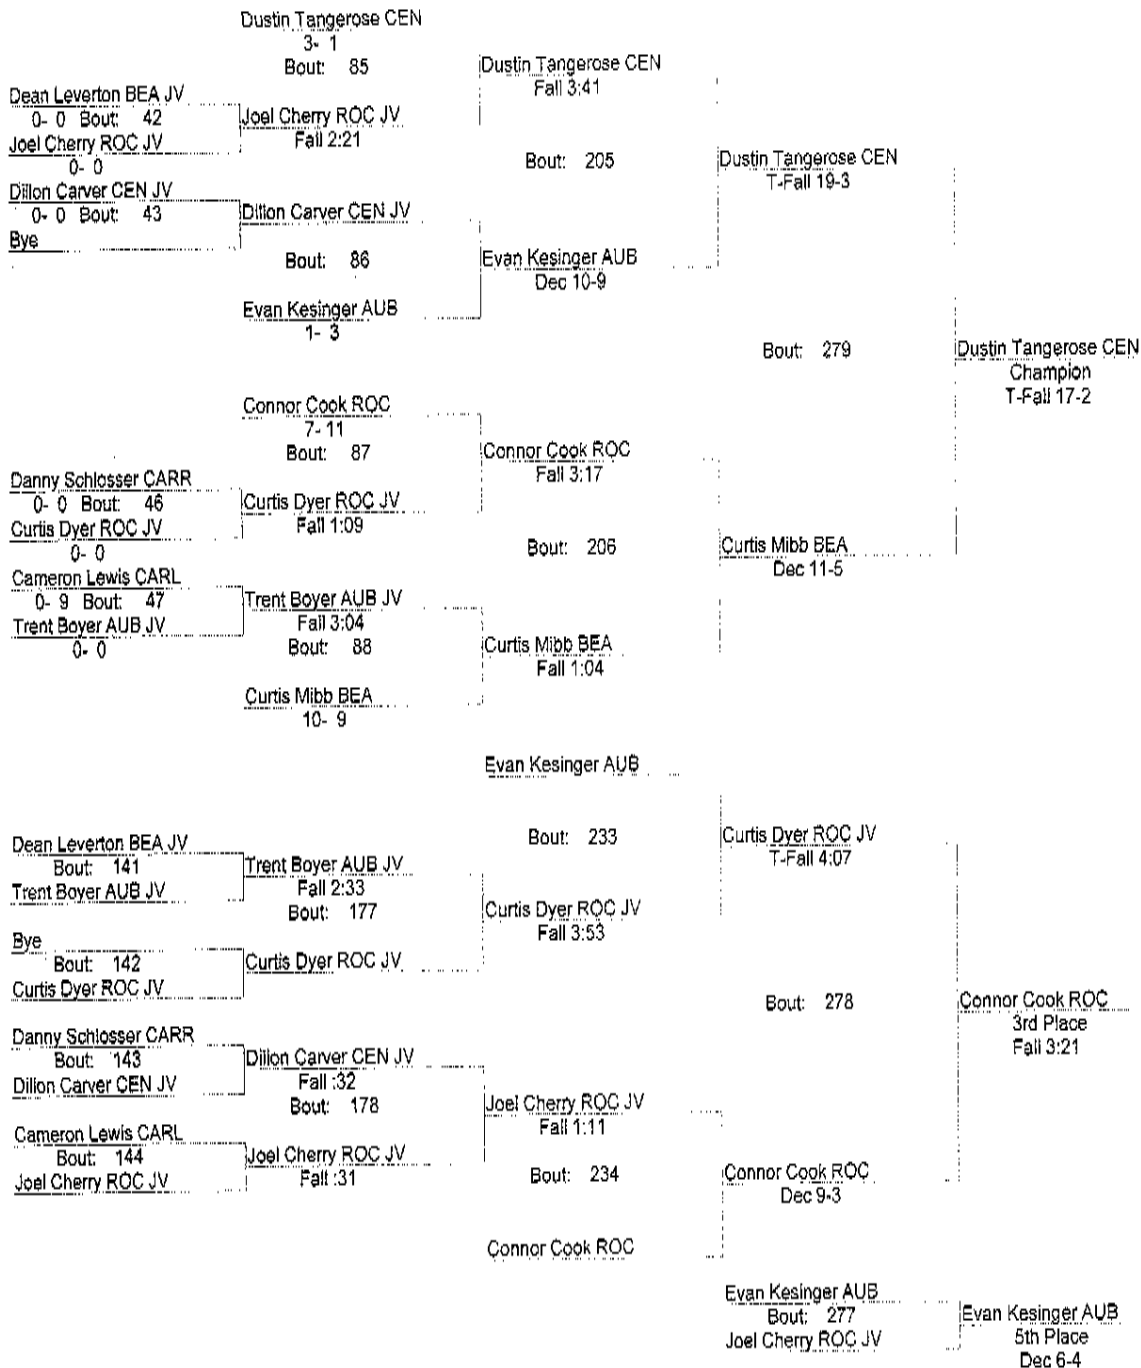 Dustin Tangerose CEN
3- 1
Bout: 85
Dustin Tangerose CEN
Fall 3:41
Dean Leverton BEA JV
0- 0 Bout: 42
Joel Cherry ROC JV
Fall 2:21
Joel Cherry ROC JV
0- 0
Bout: 205
Dustin Tangerose CEN
T-Fall 19-3
Dillon Carver CEN JV
0- 0 Bout: 43
Dillon Carver CEN JV
Bye
Bout: 86
Evan Kesinger AUB
Dec 10-9
Evan Kesinger AUB
1- 3
Bout: 279
Dustin Tangerose CEN
Champion
T-Fall 17-2
Connor Cook ROC
7- 11
Bout: 87
Connor Cook ROC
Fall 3:17
Danny Schlosser CARR
0- 0 Bout: 46
Curtis Dyer ROC JV
Fall 1:09
Curtis Dyer ROC JV
0- 0
Bout: 206
Curtis Mibb BEA
Dec 11-5
Cameron Lewis CARL
0- 9 Bout: 47
Trent Boyer AUB JV
Fall 3:04
Trent Boyer AUB JV
0- 0
Bout: 88
Curtis Mibb BEA
Fall 1:04
Curtis Mibb BEA
10- 9
Evan Kesinger AUB
Bout: 233
Curtis Dyer ROC JV
T-Fall 4:07
Dean Leverton BEA JV
Bout: 141
Trent Boyer AUB JV
Trent Boyer AUB JV
Fall 2:33
Bout: 177
Curtis Dyer ROC JV
Fall 3:53
Bye
Bout: 142
Curtis Dyer ROC JV
Curtis Dyer ROC JV
Bout: 278
Connor Cook ROC
3rd Place
Fall 3:21
Danny Schlosser CARR
Bout: 143
Dillon Carver CEN JV
Dillon Carver CEN JV
Fall :32
Bout: 178
Joel Cherry ROC JV
Fall 1:11
Cameron Lewis CARL
Bout: 144
Joel Cherry ROC JV
Joel Cherry ROC JV
Fall :31
Bout: 234
Connor Cook ROC
Dec 9-3
Connor Cook ROC
Evan Kesinger AUB
Bout: 277
Joel Cherry ROC JV
Evan Kesinger AUB
5th Place
Dec 6-4